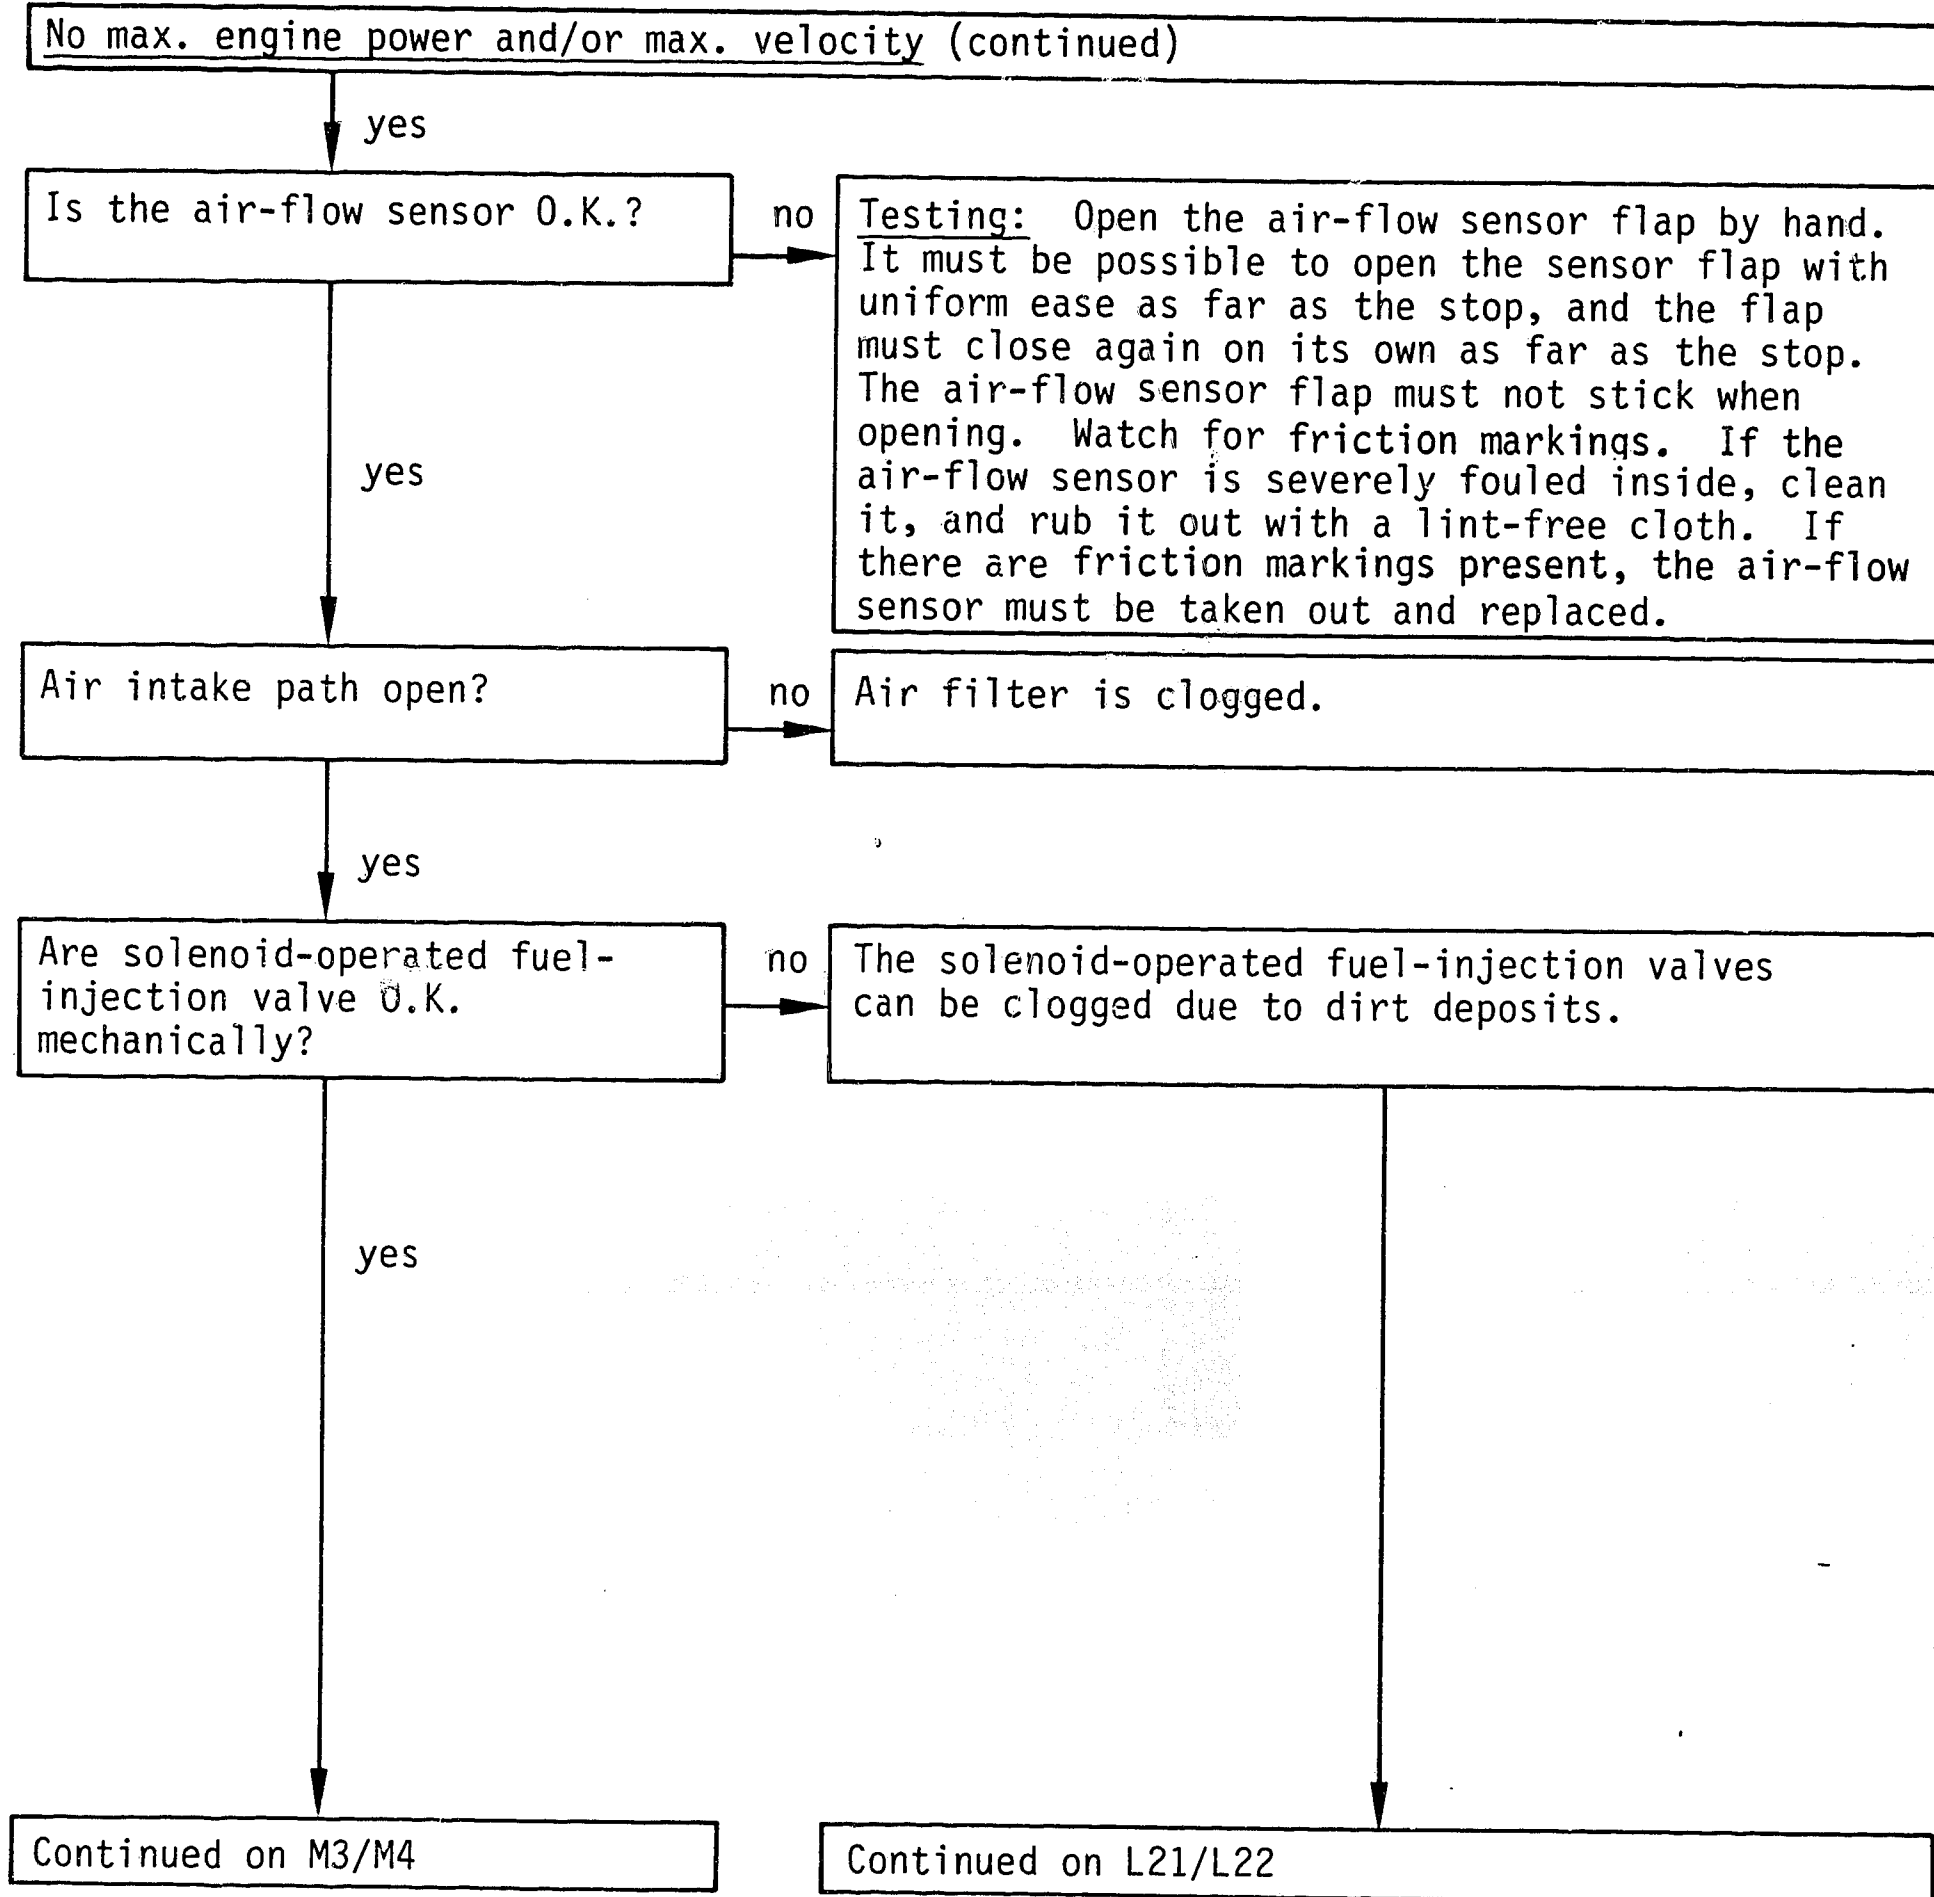 No max. engine power and/or max. velocity (continued)
yes
Is the air-flow sensor O.K.?
no
Testing: Open the air-flow sensor flap by hand.
It must be possible to open the sensor flap with
uniform ease as far as the stop, and the flap
must close again on its own as far as the stop.
The air-flow sensor flap must not stick when
opening. Watch for friction markings. If the
air-flow sensor is severely fouled inside, clean
it, and rub it out with a lint-free cloth. If
there are friction markings present, the air-flow
sensor must be taken out and replaced.
yes
Air intake path open?
no
Air filter is clogged.
yes
Are solenoid-operated fuel-
injection valve O.K.
mechanically?
no
The solenoid-operated fuel-injection valves
can be clogged due to dirt deposits.
yes
Continued on M3/M4
Continued on L21/L22